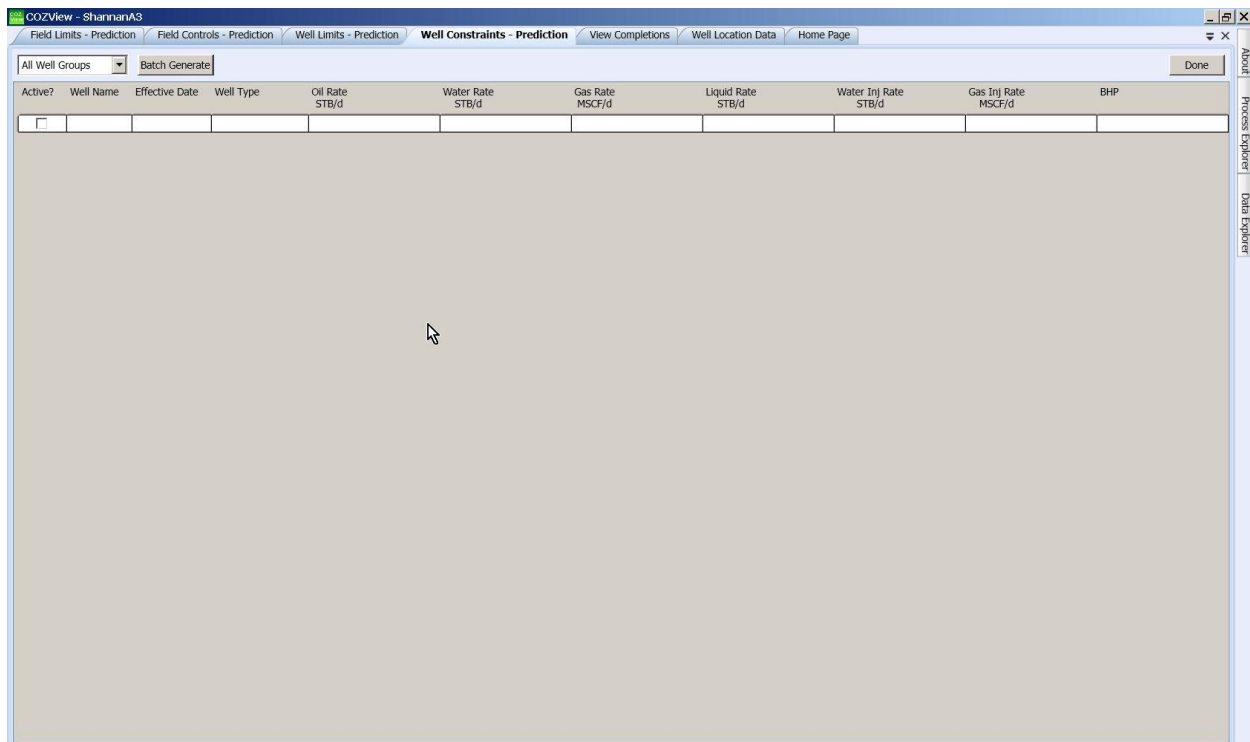 COZ View COZView - ShannanA3
Field Limits - Prediction Field Controls - Prediction Well Limits - Prediction Well Constraints - Prediction View Completions Well Location Data Home Page
All Well Groups Batch Generate Done
Active? Well Name Effective Date Well Type Oil Rate Water Rate Gas Rate Liquid Rate Water Inj Rate Gas Inj Rate BHP
STB/d STB/d MSCF/d STB/d STB/d MSCF/d
About
Process Explorer
Data Explorer